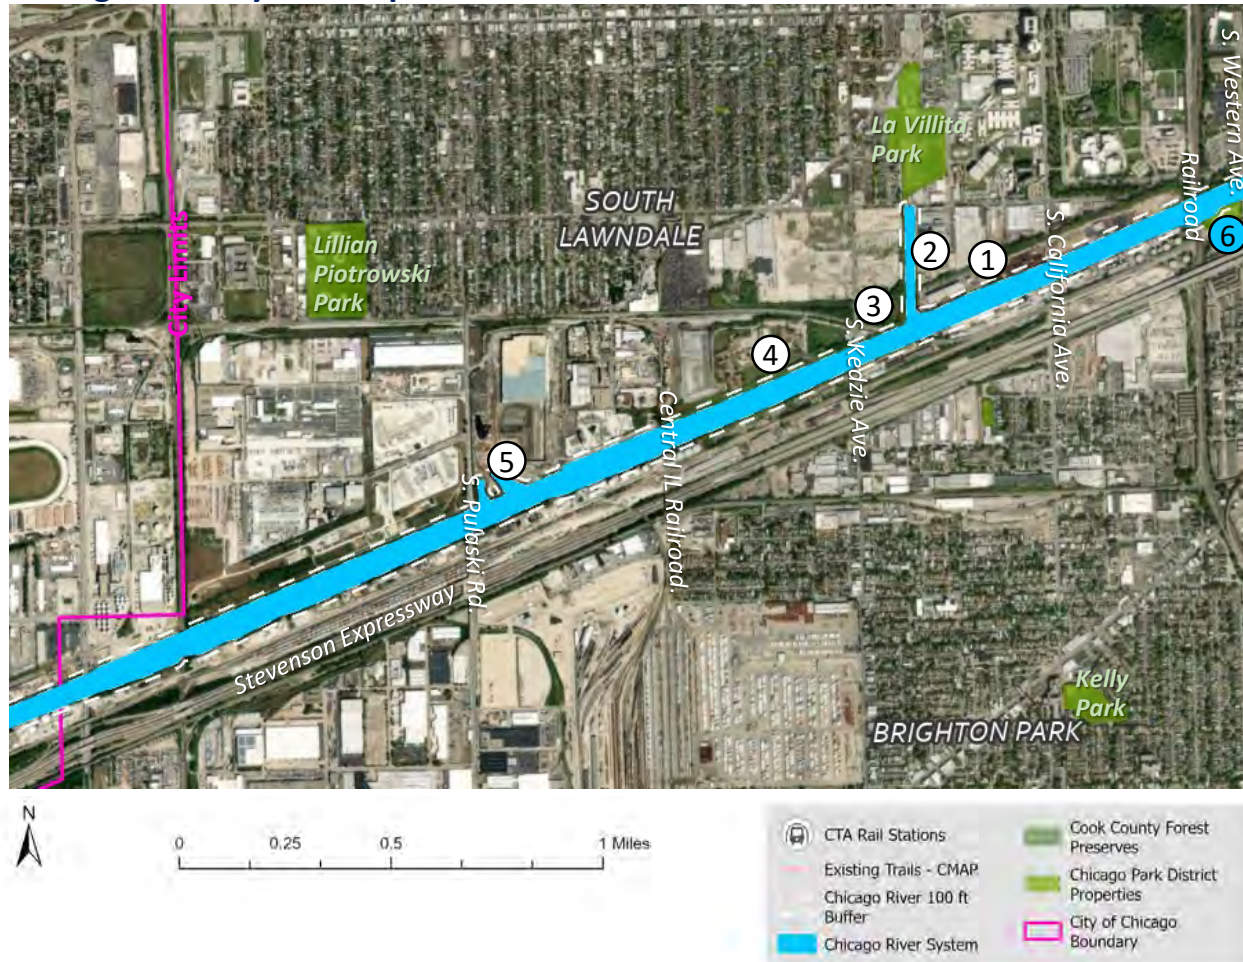 S. Western Ave.
La Villita
Park
Railroad
SOUTH
LAWNDALE
City Limits
Lillian
Piotrowski
Park
S. California Ave.
6
2
1
3
S. Kedzie Ave.
4
Central IL Railroad.
5
S. Pulaski Rd.
Stevenson Expressway
Kelly
Park
BRIGHTON PARK
N
0 0.25 0.5 1 Miles
CTA Rail Stations
Existing Trails - CMAP
Chicago River 100 ft
Buffer
Chicago River System
Cook County Forest
Preserves
Chicago Park District
Properties
City of Chicago
Boundary